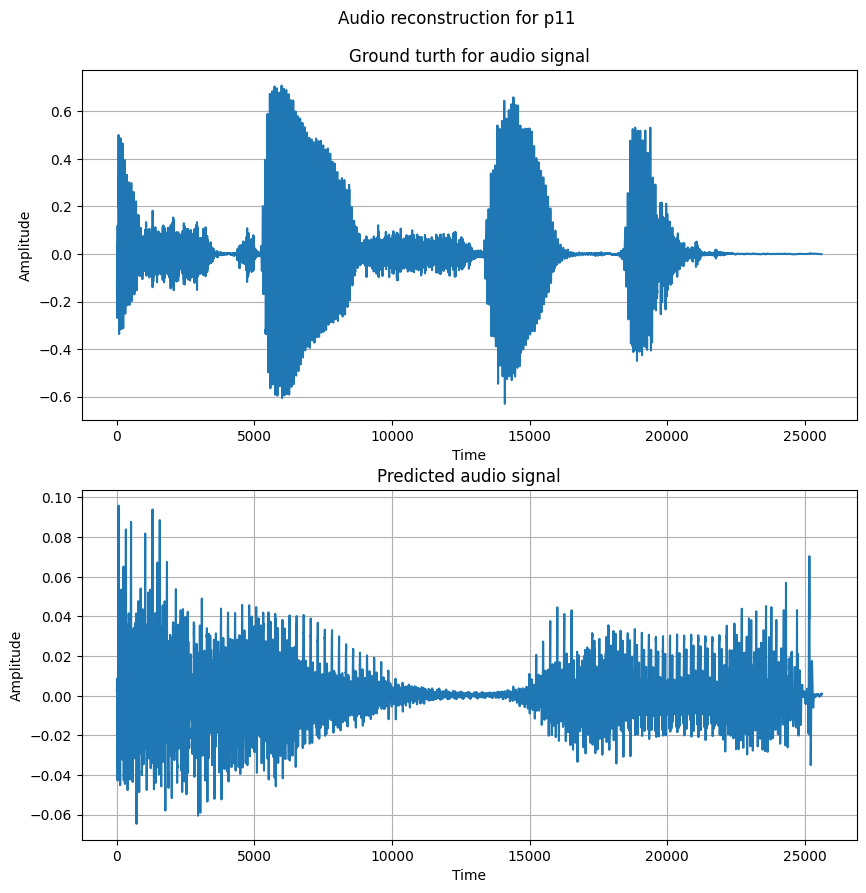 Audio reconstruction for p11
Ground turth for audio signal
0.6
0.4
0.2
0.0
−0.2
−0.4
−0.6
Amplitude
0 5000 10000 15000 20000 25000
Time
Predicted audio signal
0.10
0.08
0.06
0.04
0.02
0.00
−0.02
−0.04
−0.06
Amplitude
0 5000 10000 15000 20000 25000
Time